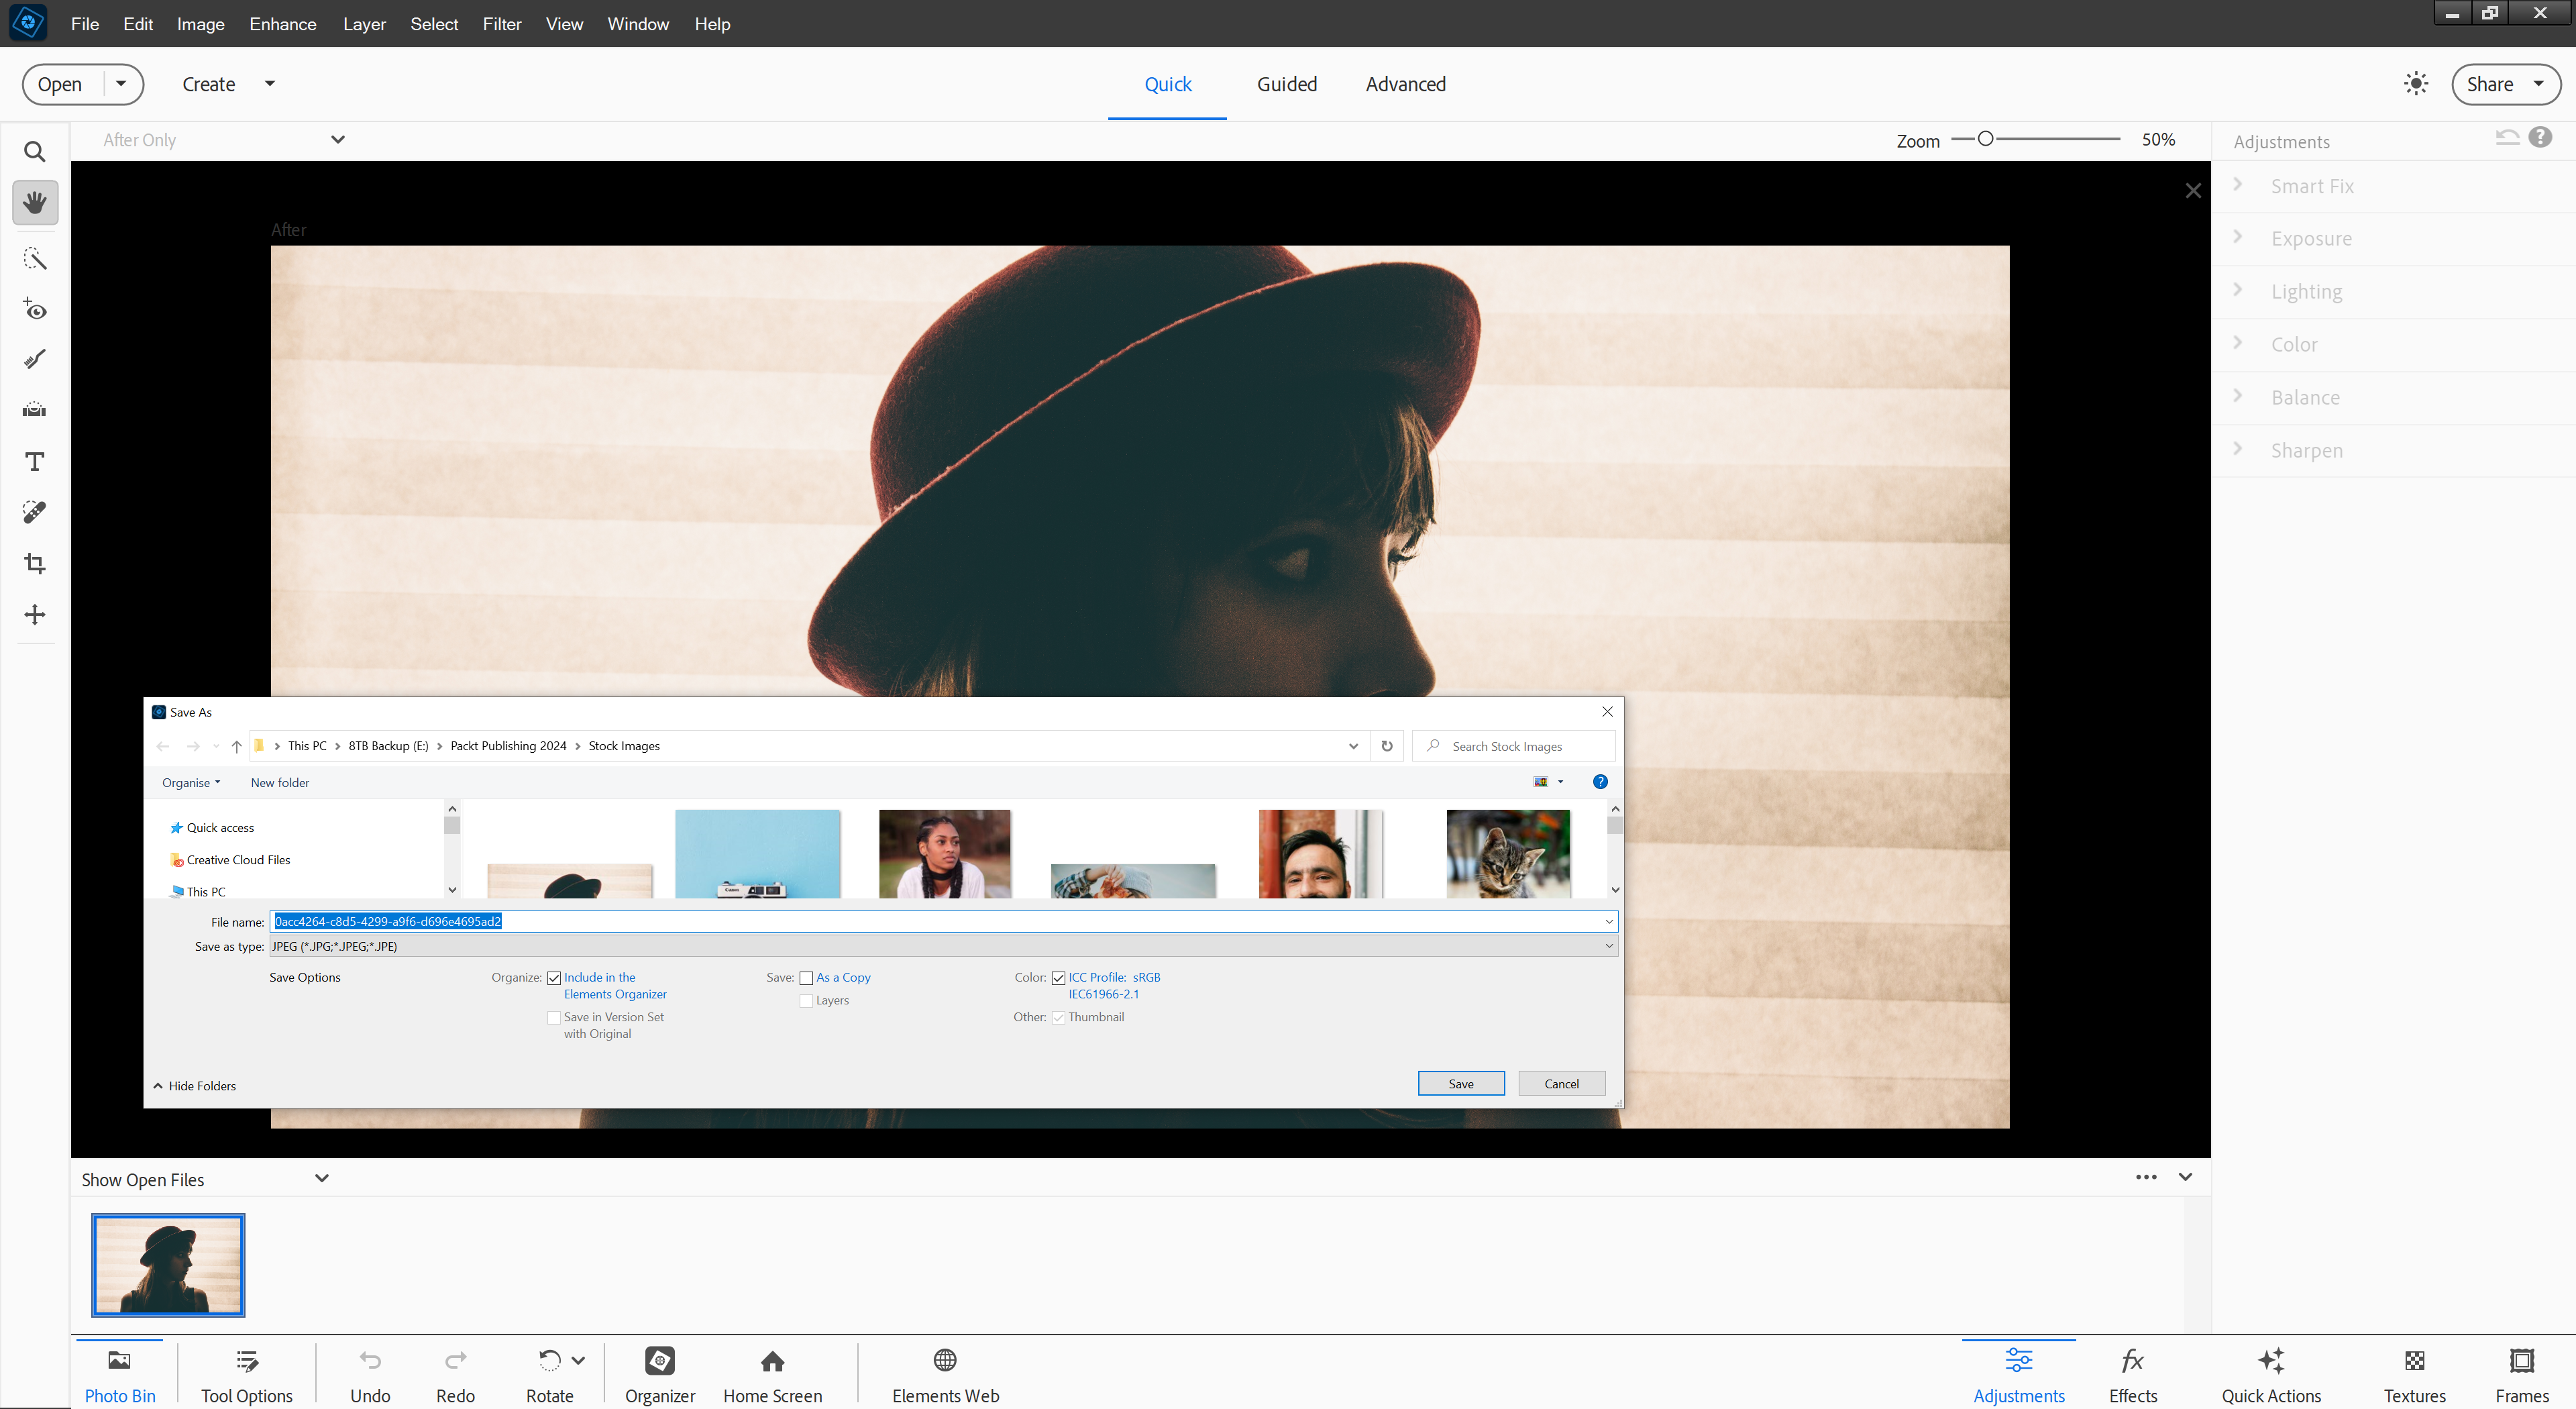 File Edit Image Enhance Layer Select Filter View Window Help
Open Create Quick Guided Advanced Share
After Only Zoom 50% Adjustments
Smart Fix
After
Exposure
Lighting
Color
Balance
Sharpen
Save As
This PC > 8TB Backup (E:) > Packt Publishing 2024 > Stock Images Search Stock Images
Organise New folder
Quick access
Creative Cloud Files
This PC
Canon
File name: 0acc4264-c8d5-4299-a9f6-d696e4695ad2
Save as type: JPEG (*.JPG;*.JPEG;*.JPE)
Save Options Organize: Include in the Save: As a Copy Color: ICC Profile: sRGB
Elements Organizer IEC61966-2.1
Layers
Save in Version Set Other: Thumbnail
with Original
Hide Folders Save Cancel
Show Open Files
Photo Bin Tool Options Undo Redo Rotate Organizer Home Screen Elements Web Adjustments Effects Quick Actions Textures Frames